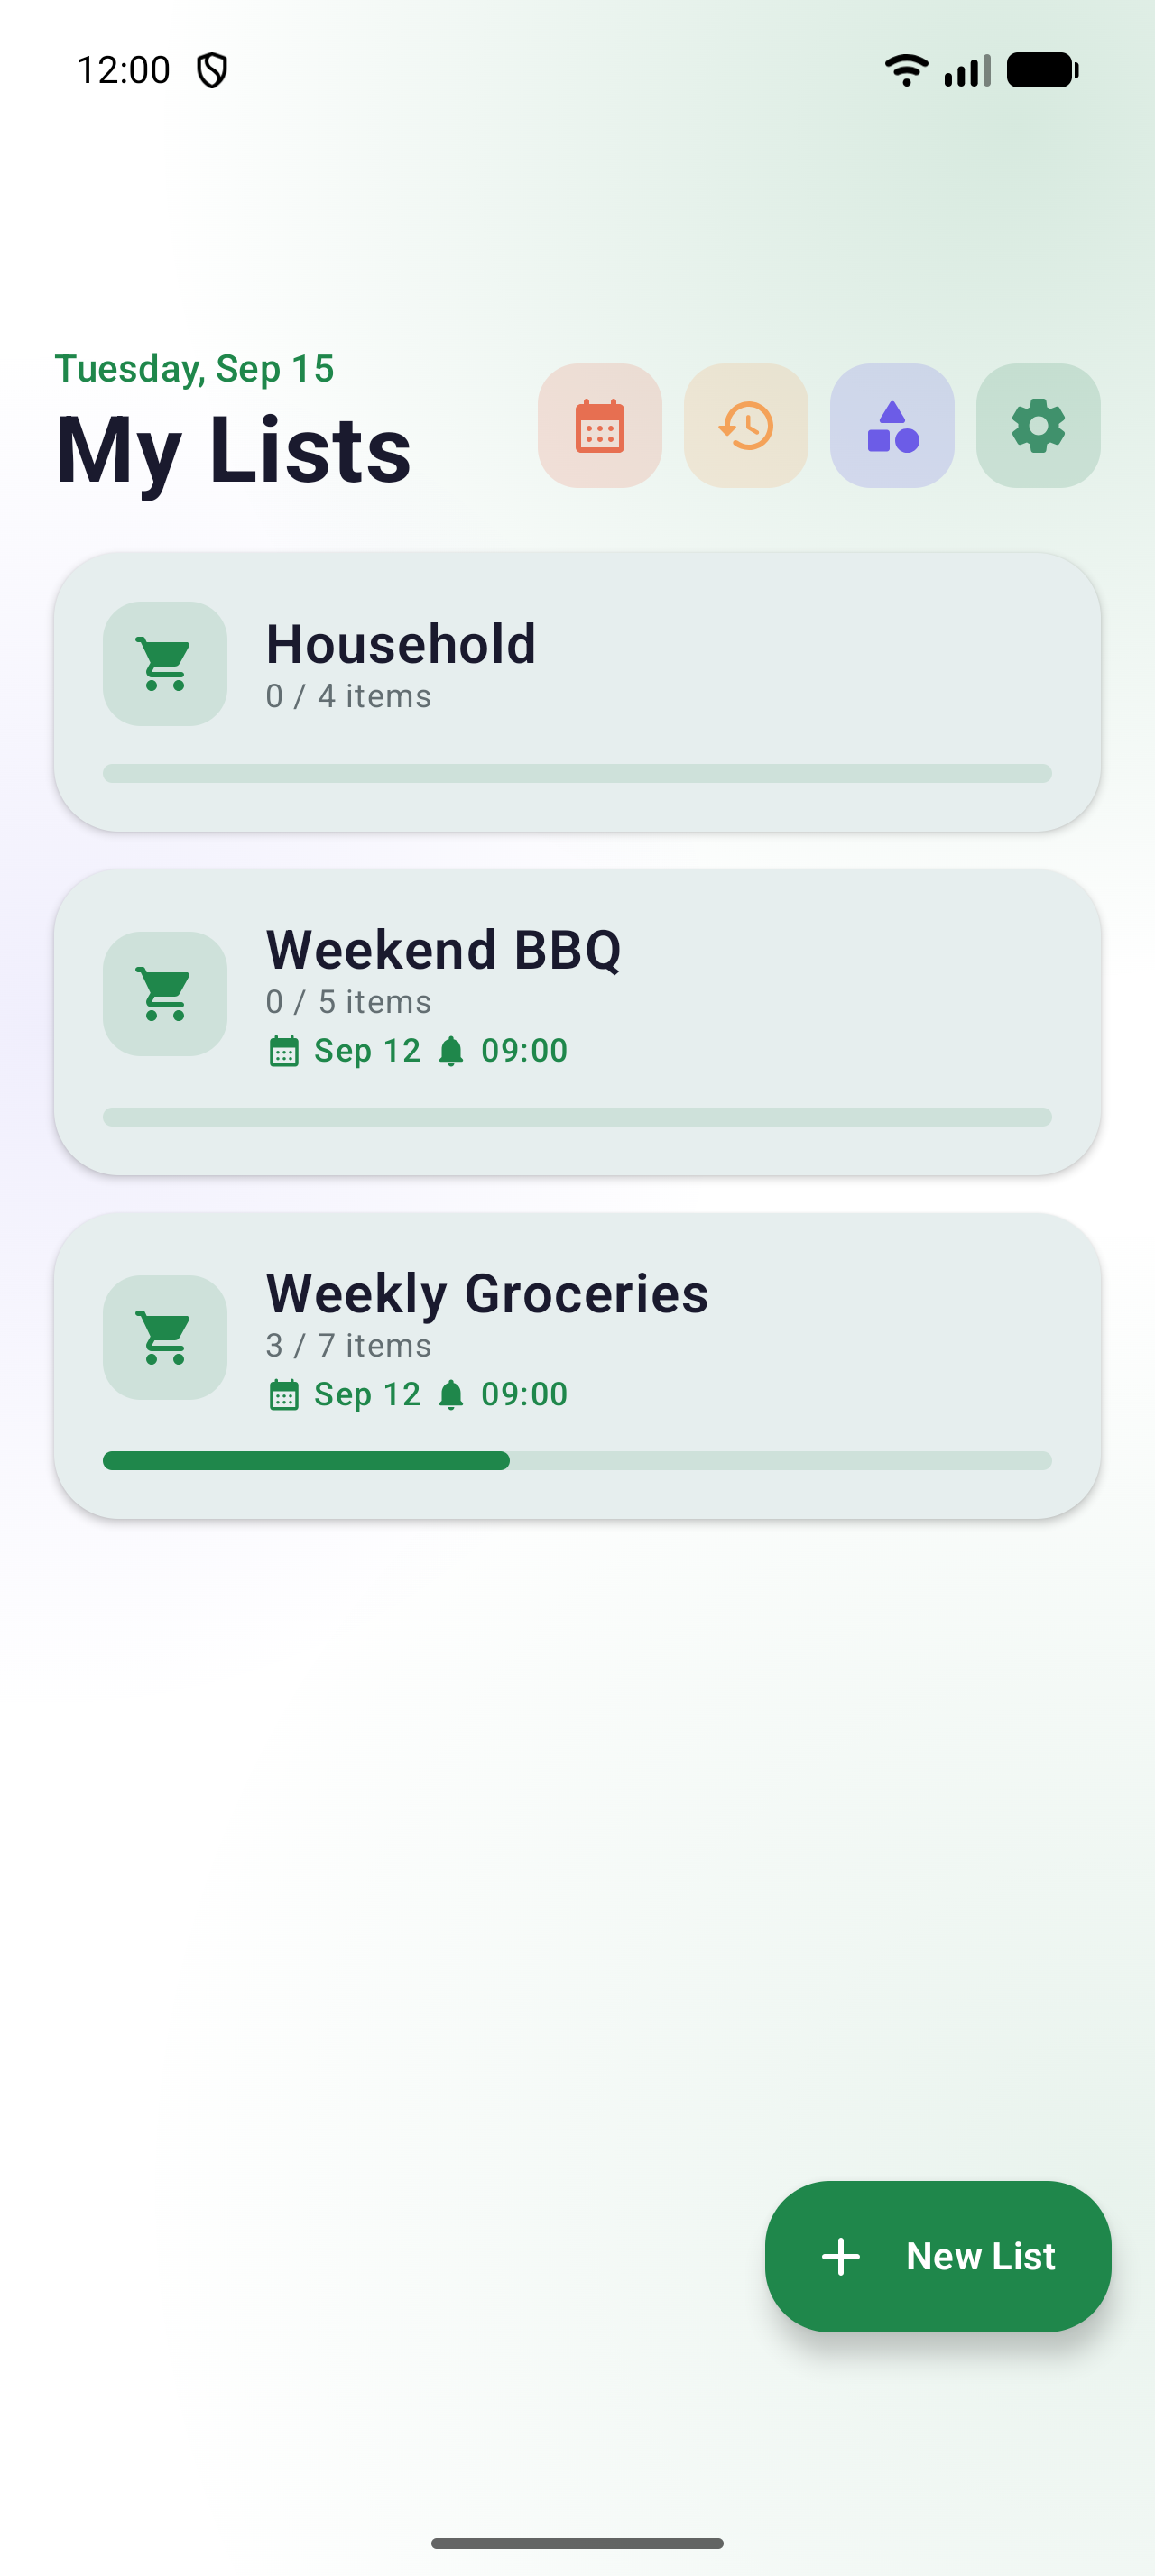 12:00
Tuesday, Sep 15
My Lists
Household
0 / 4 items
Weekend BBQ
0 / 5 items
Sep 12 09:00
Weekly Groceries
3 / 7 items
Sep 12 09:00
New List